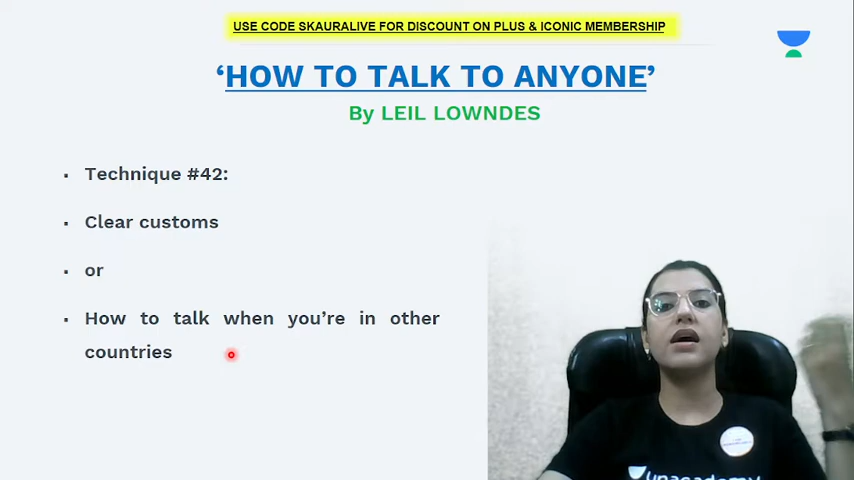 USE CODE SKAURALIVE FOR DISCOUNT ON PLUS & ICONIC MEMBERSHIP
‘HOW TO TALK TO ANYONE’
By LEIL LOWNDES
▪ Technique #42:
▪ Clear customs
▪ or
▪ How to talk when you’re in other
countries
unacademy